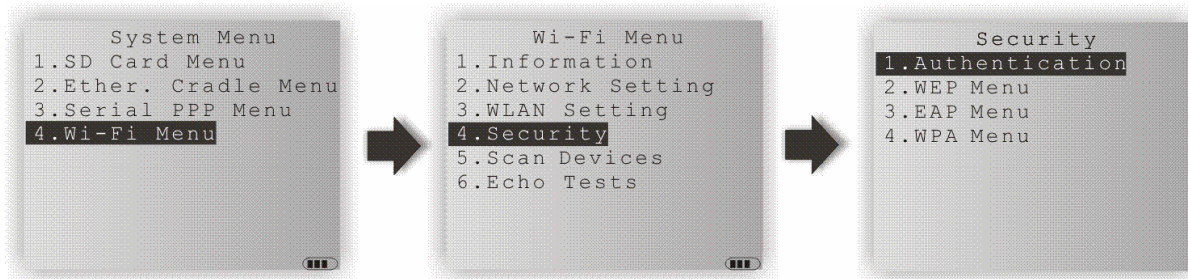 System Menu
1.SD Card Menu
2.Ether. Cradle Menu
3.Serial PPP Menu
4.Wi-Fi Menu
Wi-Fi Menu
1.Information
2.Network Setting
3.WLAN Setting
4.Security
5.Scan Devices
6.Echo Tests
Security
1.Authentication
2.WEP Menu
3.EAP Menu
4.WPA Menu